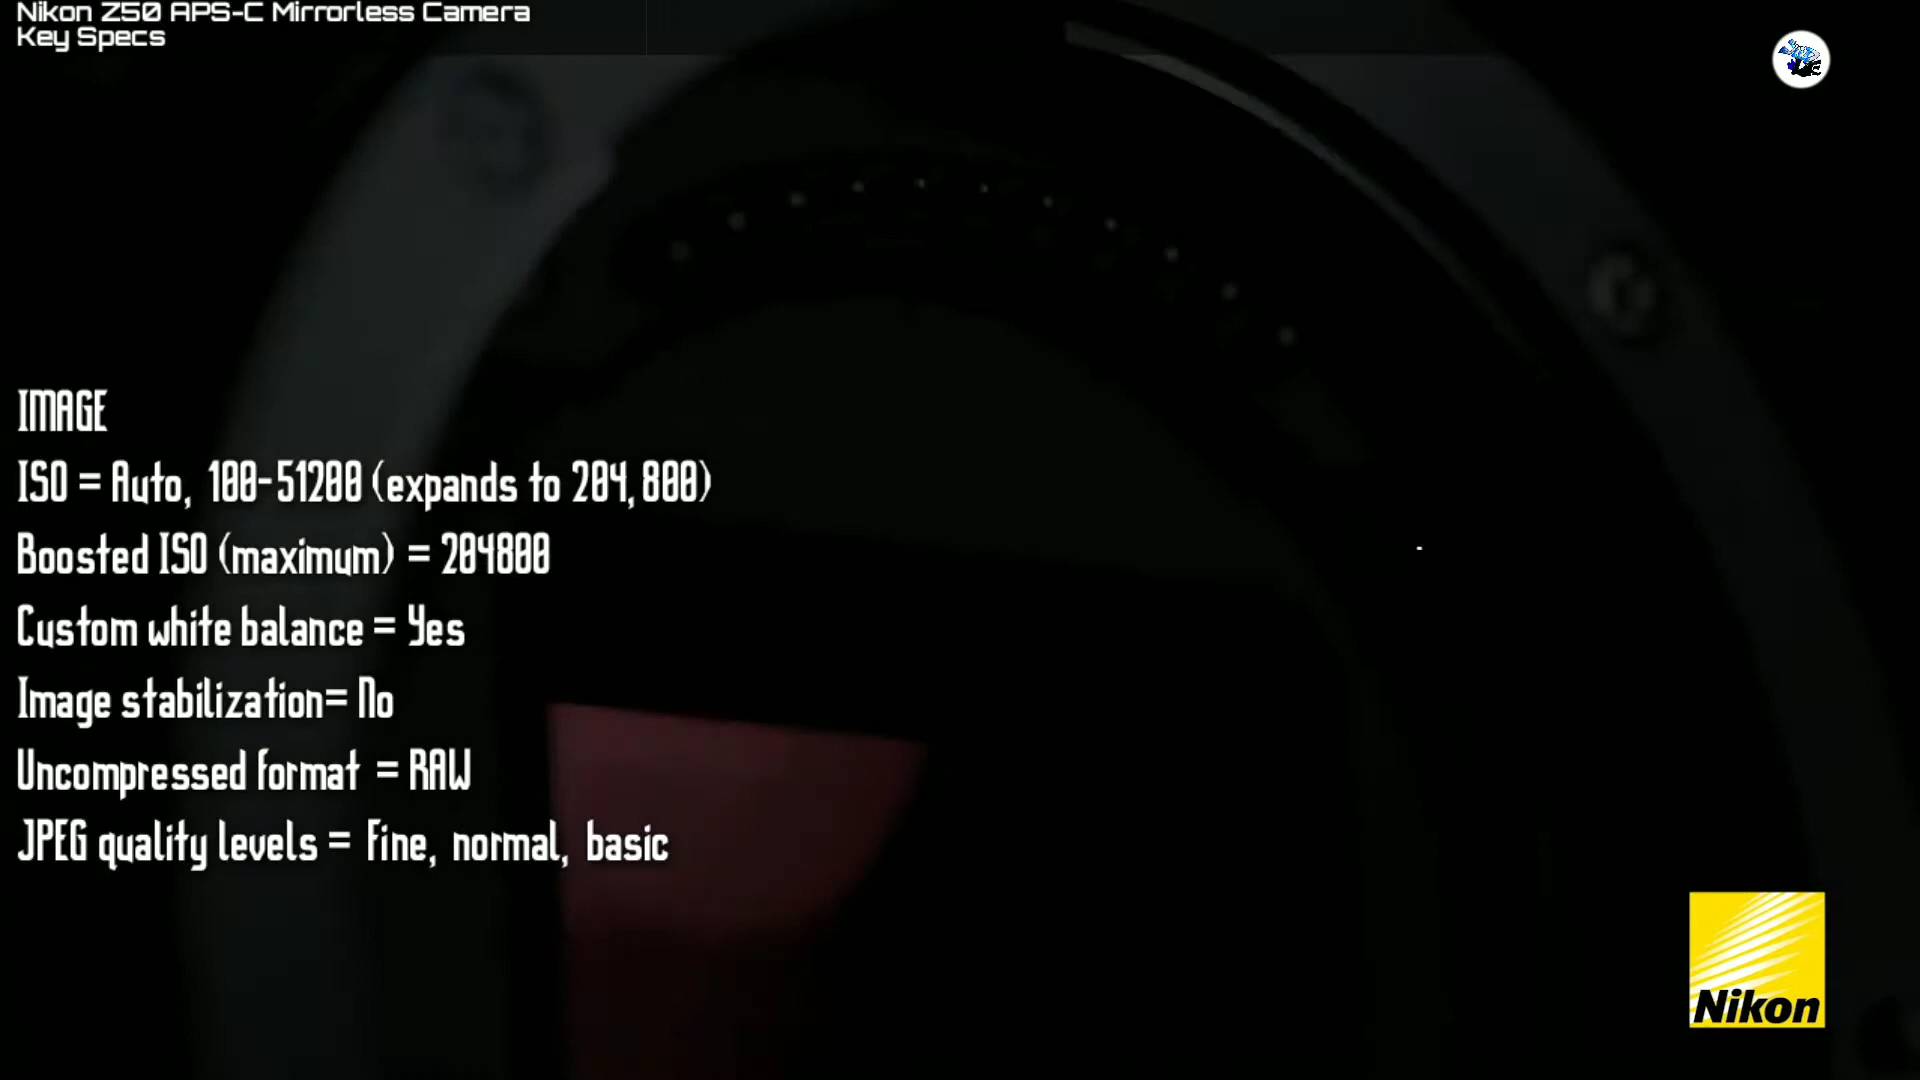 Nikon Z50 APS-C Mirrorless Camera
Key Specs
IMAGE
ISO = Auto, 100-51200 (expands to 204,800)
Boosted ISO (maximum) = 204800
Custom white balance = Yes
Image stabilization= No
Uncompressed format = RAW
JPEG quality levels = Fine, normal, basic
Nikon